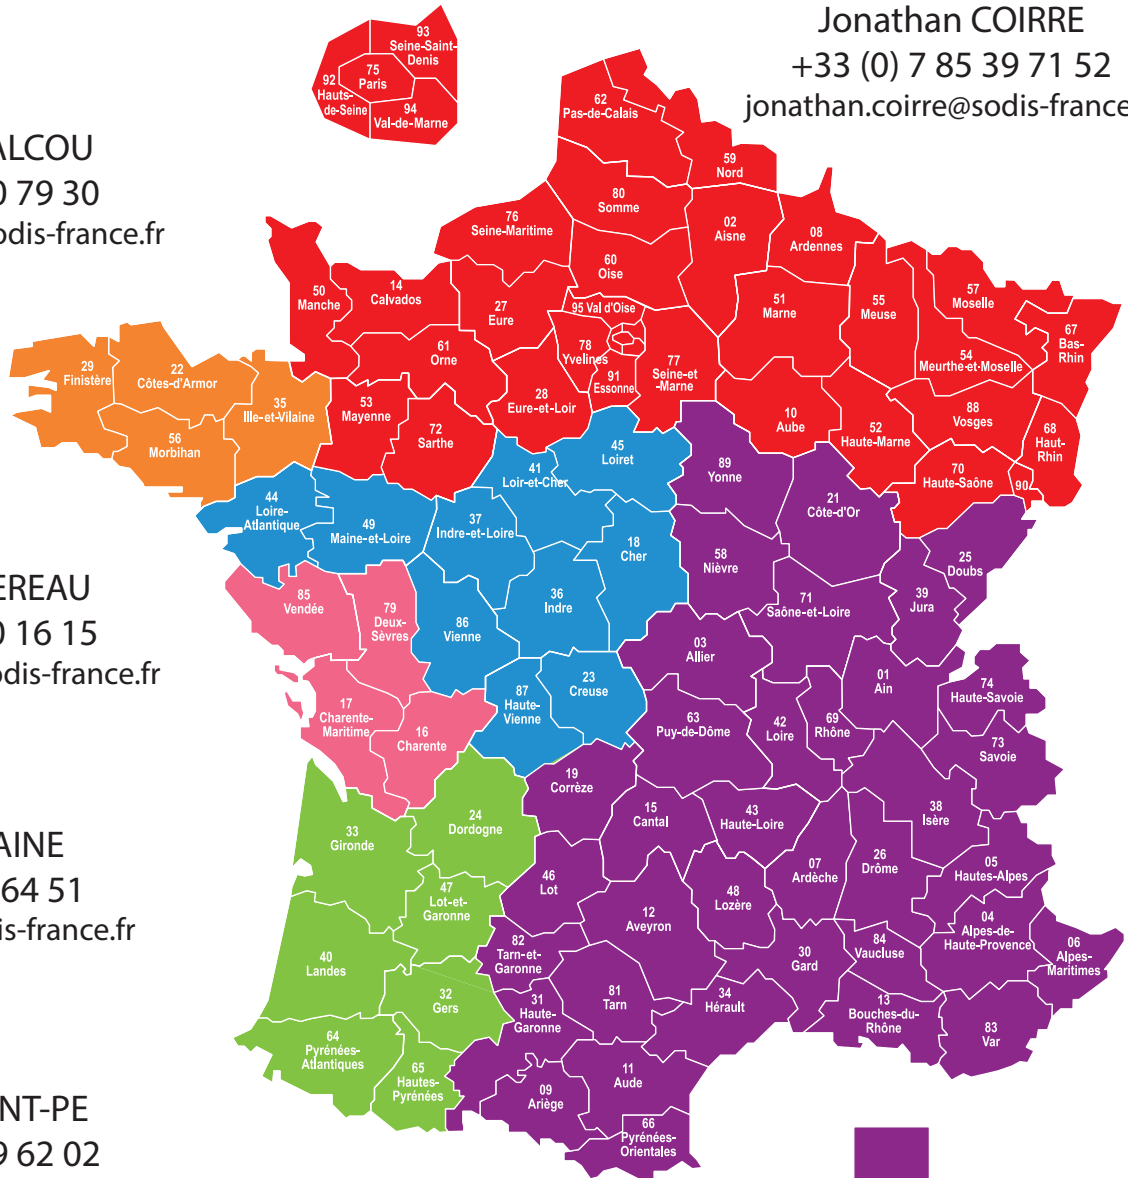 Jonathan COIRRE
+33 (0) 7 85 39 71 52
jonathan.coirre@sodis-france
ALCOU
0 79 30
odis-france.fr
EREAU
0 16 15
odis-france.fr
AINE
64 51
is-france.fr
NT-PE
9 62 02
93
Seine-Saint-
Denis
75
Paris
92
Hauts-
de-Seine
94
Val-de-Marne
62
Pas-de-Calais
59
Nord
80
Somme
76
Seine-Maritime
02
Aisne
08
Ardennes
60
Oise
50
Manche
14
Calvados
27
Eure
95 Val d'Oise
51
Marne
55
Meuse
57
Moselle
67
Bas-
Rhin
61
Orne
78
Yvelines
91
Essonne
77
Seine-et
-Marne
54
Meurthe-et-Moselle
29
Finistère
22
Côtes-d'Armor
35
Ille-et-Vilaine
56
Morbihan
53
Mayenne
72
Sarthe
28
Eure-et-Loir
10
Aube
52
Haute-Marne
88
Vosges
68
Haut-
Rhin
70
Haute-Saône
90
45
Loiret
41
Loir-et-Cher
89
Yonne
21
Côte-d'Or
44
Loire-
Atlantique
49
Maine-et-Loire
37
Indre-et-Loire
18
Cher
58
Nièvre
25
Doubs
39
Jura
85
Vendée
79
Deux-
Sèvres
86
Vienne
36
Indre
71
Saône-et-Loire
03
Allier
01
Ain
74
Haute-Savoie
87
Haute-
Vienne
23
Creuse
17
Charente-
Maritime
16
Charente
63
Puy-de-Dôme
42
Loire
69
Rhône
73
Savoie
19
Corrèze
24
Dordogne
33
Gironde
15
Cantal
43
Haute-Loire
38
Isère
07
Ardèche
26
Drôme
05
Hautes-Alpes
46
Lot
47
Lot-et-
Garonne
48
Lozère
12
Aveyron
04
Alpes-de-
Haute-Provence
06
Alpes-
Maritimes
40
Landes
82
Tarn-et-
Garonne
30
Gard
84
Vaucluse
32
Gers
31
Haute-
Garonne
81
Tarn
34
Hérault
13
Bouches-du-
Rhône
83
Var
64
Pyrénées-
Atlantiques
65
Hautes-
Pyrénées
09
Ariège
11
Aude
66
Pyrénées-
Orientales